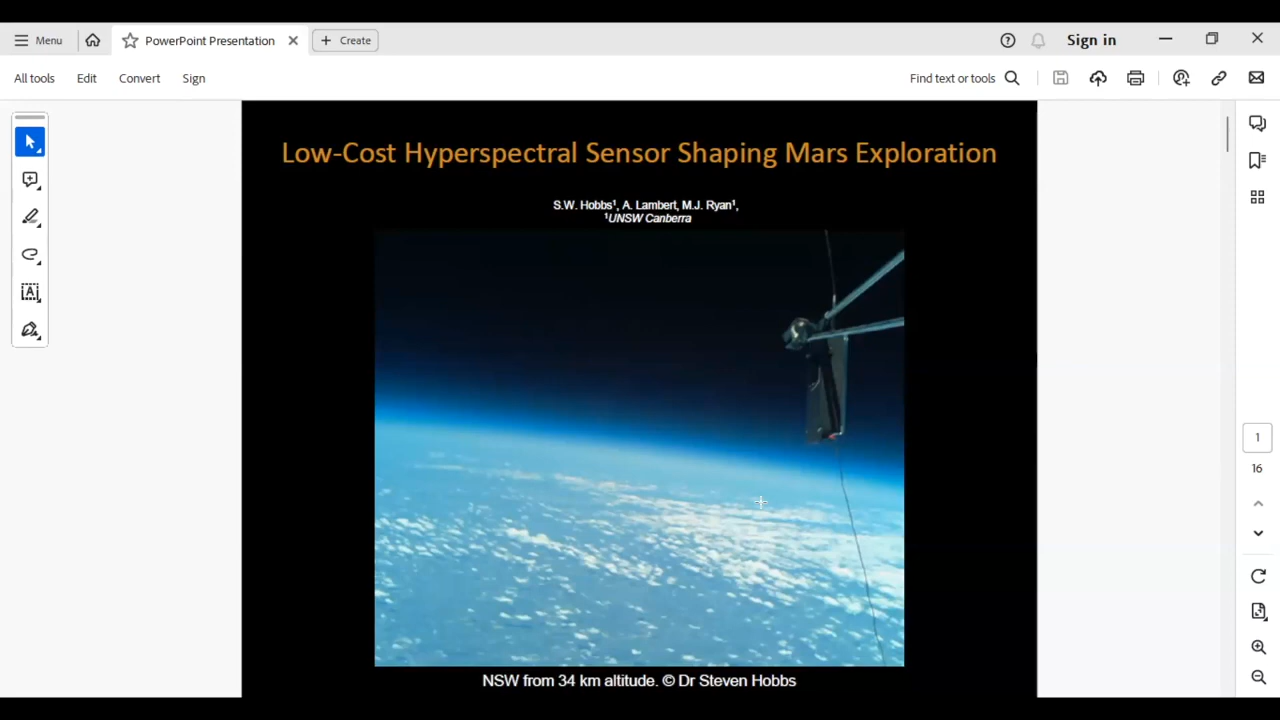 Menu
PowerPoint Presentation
Create
Sign in
All tools
Edit
Convert
Sign
Find text or tools
Low-Cost Hyperspectral Sensor Shaping Mars Exploration
S.W. Hobbs¹, A. Lambert, M.J. Ryan¹,
¹UNSW Canberra
1
16
NSW from 34 km altitude. © Dr Steven Hobbs